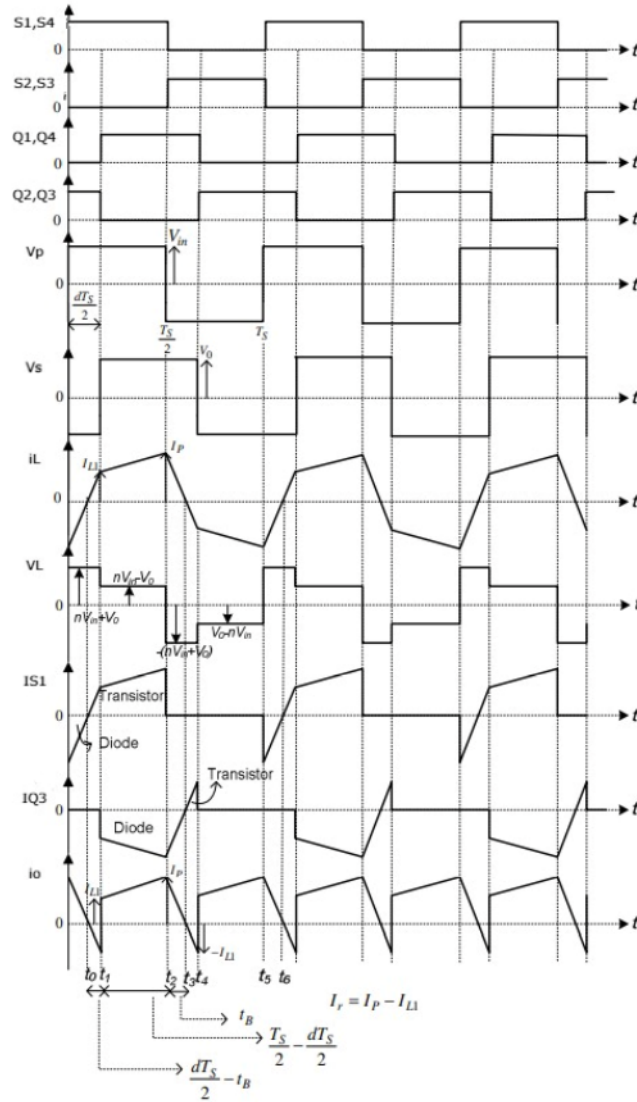 S1,S4
0
t
S2,S3
0
t
Q1,Q4
0
t
Q2,Q3
0
t
Vp
V_in
0
t
dT_S/2
T_S/2
T_S
Vs
V_0
0
t
iL
I_L1
I_P
0
t
VL
nV_in-V_0
0
t
nV_in+V_0
V_0-nV_in
-(nV_in+V_0)
IS1
Transistor
0
t
Diode
IQ3
Transistor
0
t
Diode
io
I_L1
I_P
0
t
-I_L1
t_0 t_1 t_2 t_3 t_4 t_5 t_6
I_r = I_P - I_L1
t_B
T_S/2 - dT_S/2
dT_S/2 - t_B